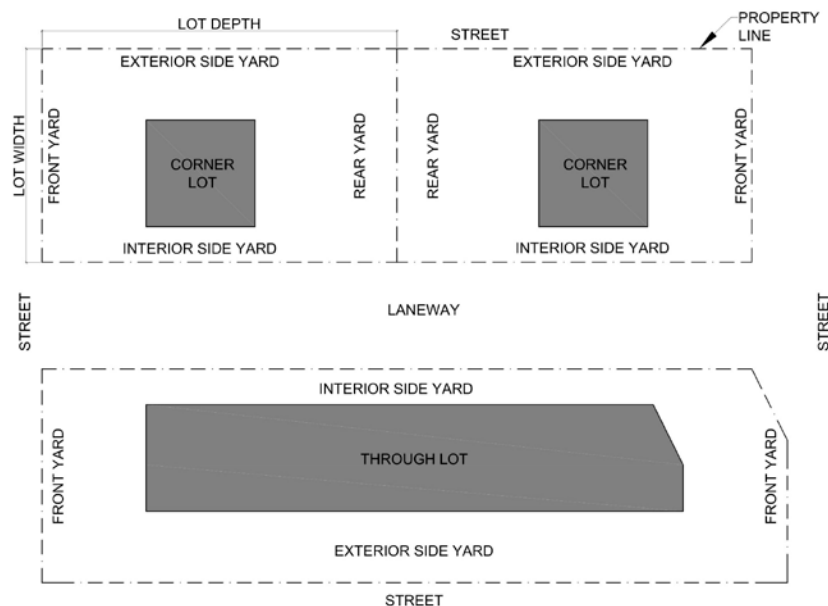 LOT DEPTH
STREET
PROPERTY
LINE
EXTERIOR SIDE YARD
EXTERIOR SIDE YARD
LOT WIDTH
FRONT YARD
CORNER
LOT
REAR YARD
REAR YARD
CORNER
LOT
FRONT YARD
INTERIOR SIDE YARD
INTERIOR SIDE YARD
STREET
LANEWAY
STREET
INTERIOR SIDE YARD
FRONT YARD
THROUGH LOT
FRONT YARD
EXTERIOR SIDE YARD
STREET